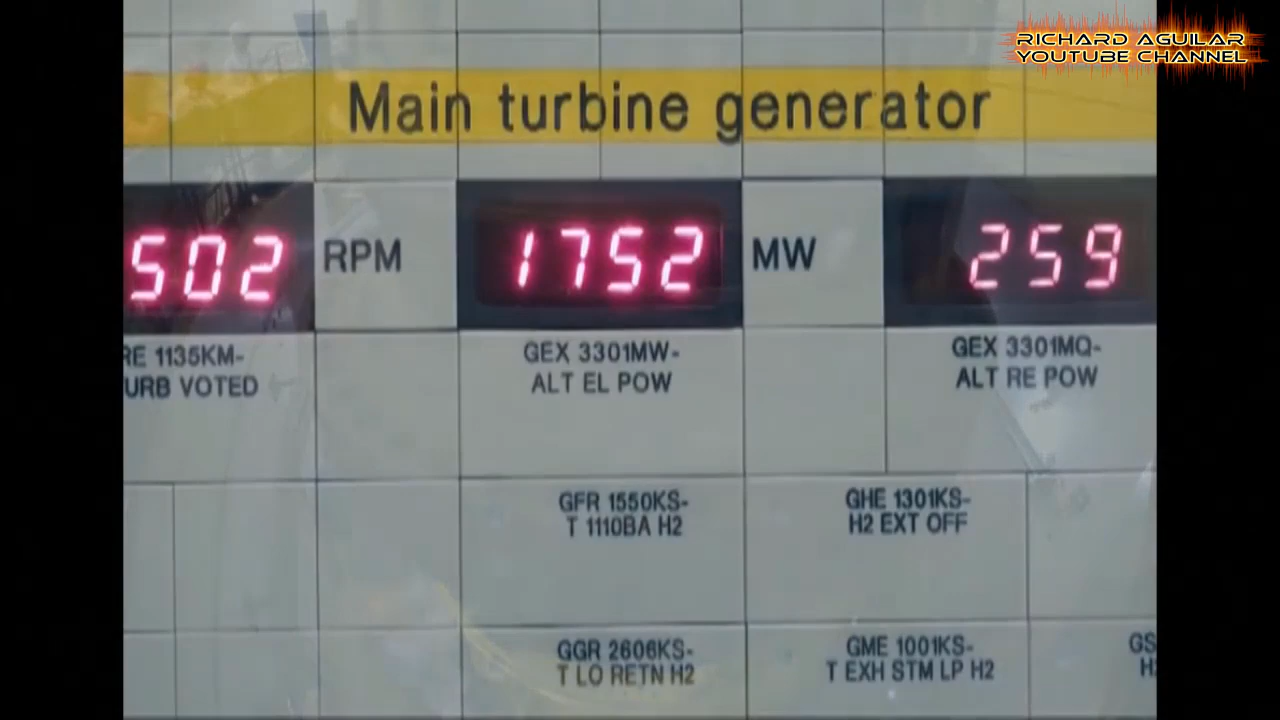 RICHARD AGUILAR
YOUTUBE CHANNEL
Main turbine generator
502 RPM 1752 MW 259
RE 1135KM-
URB VOTED
GEX 3301MW-
ALT EL POW
GEX 3301MQ-
ALT RE POW
GFR 1550KS-
T 1110BA H2
GHE 1301KS-
H2 EXT OFF
GGR 2606KS-
T LO RETN H2
GME 1001KS-
T EXH STM LP H2
GS
H